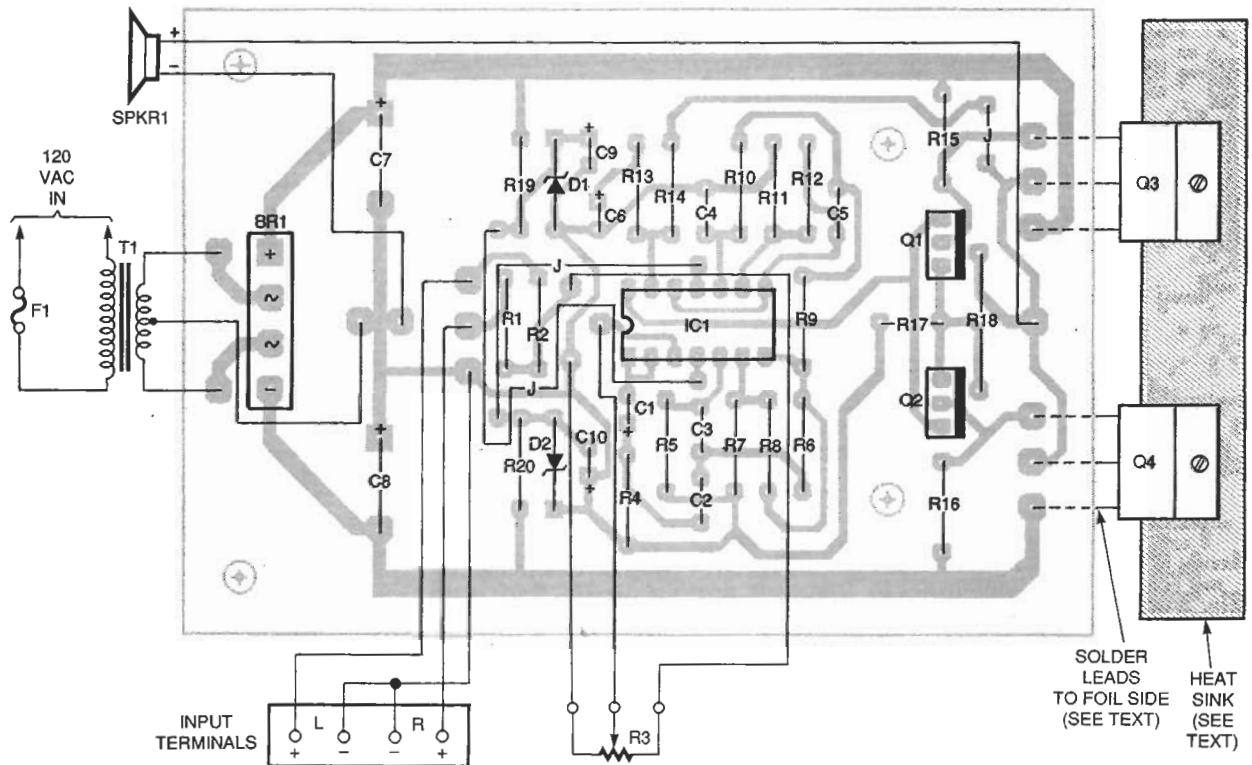 +
−
SPKR1
120
VAC
IN
T1
F1
BR1
+
~
~
−
+
C7
+
C8
R19
D1
+
C9
+
C6
R13
R14
C4
R10
R11
R12
C5
R15
J
Q3
Q1
J
R1
R2
IC1
R9
R17
R18
J
Q2
D2
R20
C10
+
C1
+
R4
R5
C3
C2
R7
R8
R6
R16
Q4
SOLDER
LEADS
TO FOIL SIDE
(SEE TEXT)
HEAT
SINK
(SEE
TEXT)
INPUT
TERMINALS
L
R
+
−
−
+
R3